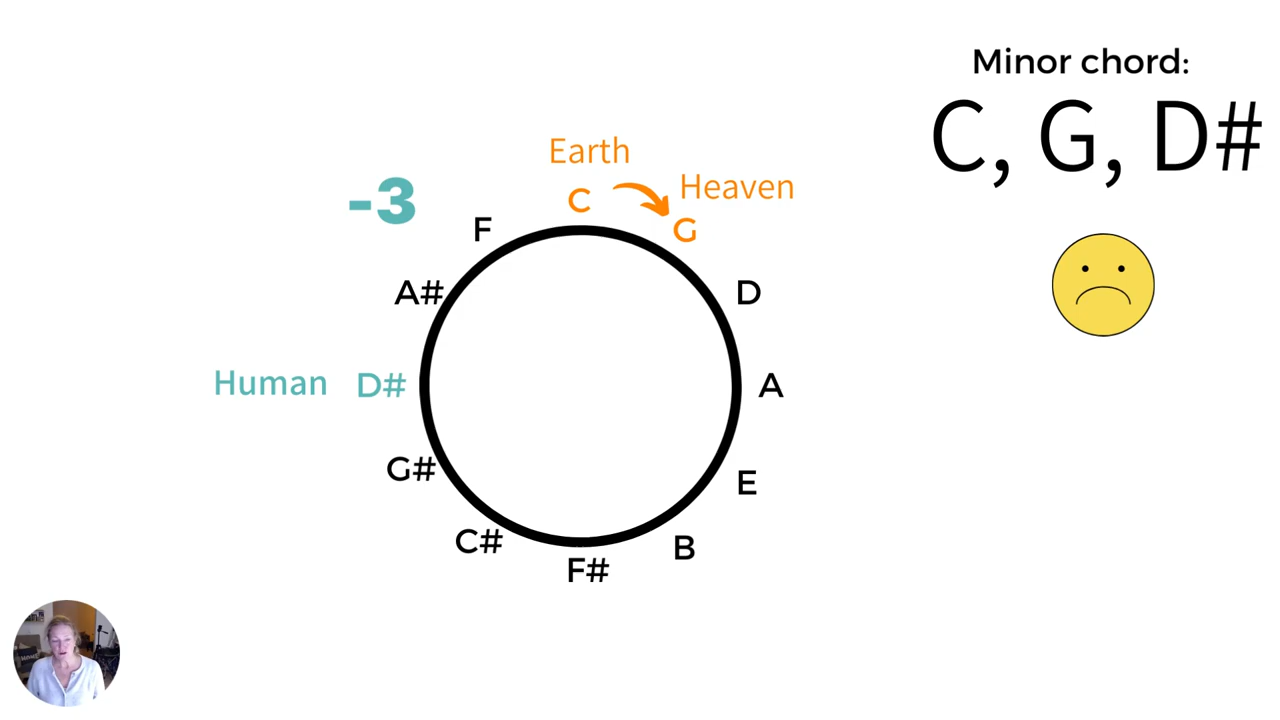 Minor chord:
C, G, D#
Earth
-3
Heaven
C
F
G
A#
D
Human
D#
A
G#
E
C#
B
F#